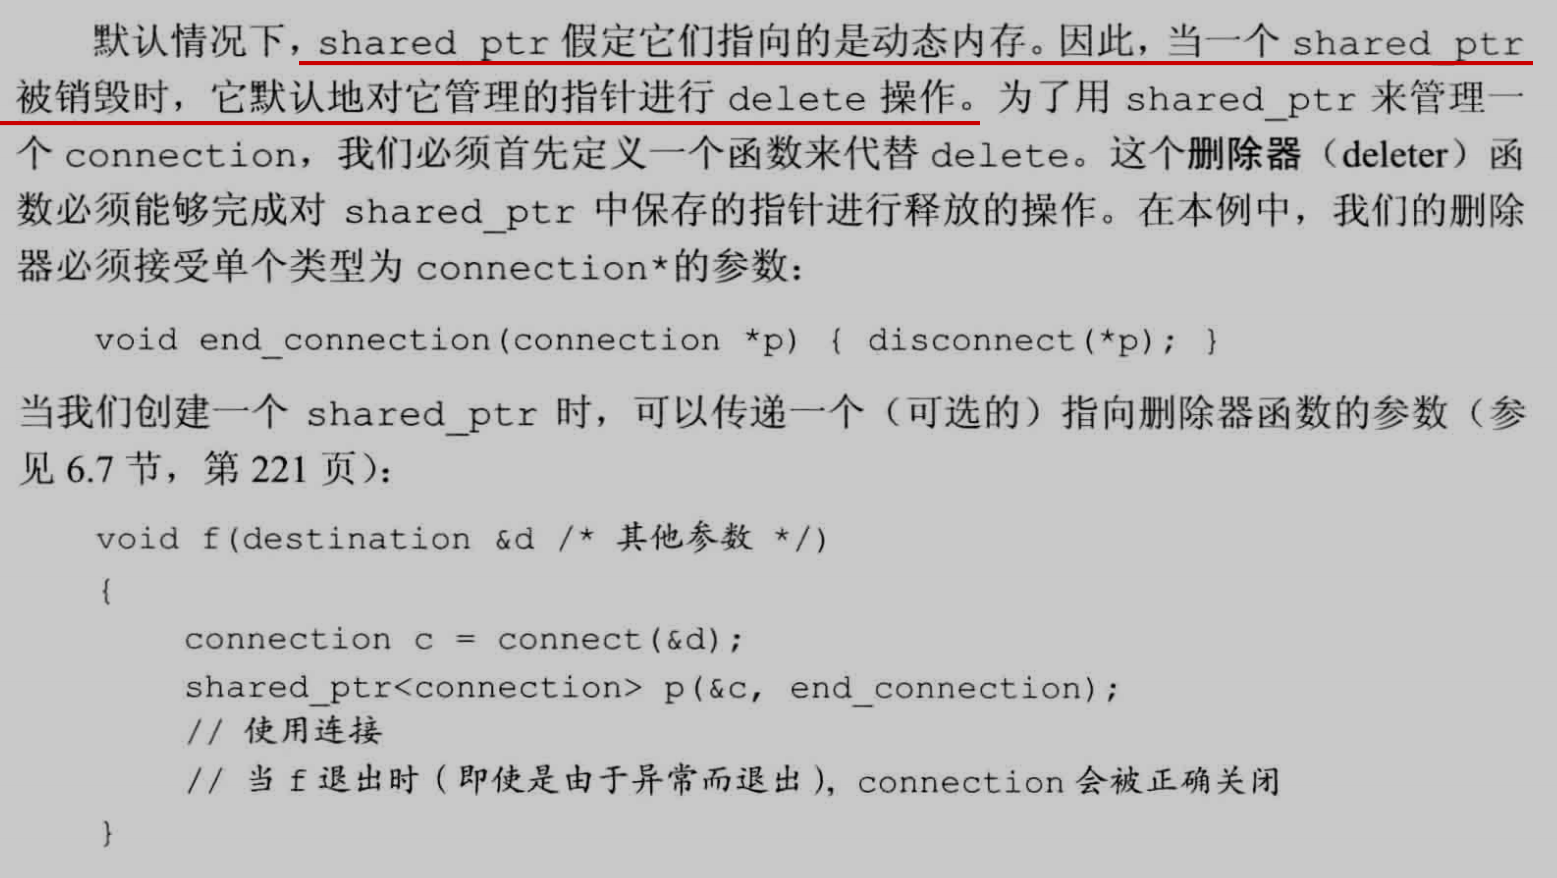 默认情况下，shared_ptr 假定它们指向的是动态内存。因此，当一个 shared_ptr
被销毁时，它默认地对它管理的指针进行 delete 操作。为了用 shared_ptr 来管理一
个 connection，我们必须首先定义一个函数来代替 delete。这个删除器（deleter）函
数必须能够完成对 shared_ptr 中保存的指针进行释放的操作。在本例中，我们的删除
器必须接受单个类型为 connection*的参数：
void end_connection(connection *p) { disconnect(*p); }
当我们创建一个 shared_ptr 时，可以传递一个（可选的）指向删除器函数的参数（参
见 6.7 节，第 221 页）：
void f(destination &d /* 其他参数 */)
{
connection c = connect(&d);
shared_ptr<connection> p(&c, end_connection);
// 使用连接
// 当 f 退出时（即使是由于异常而退出），connection 会被正确关闭
}